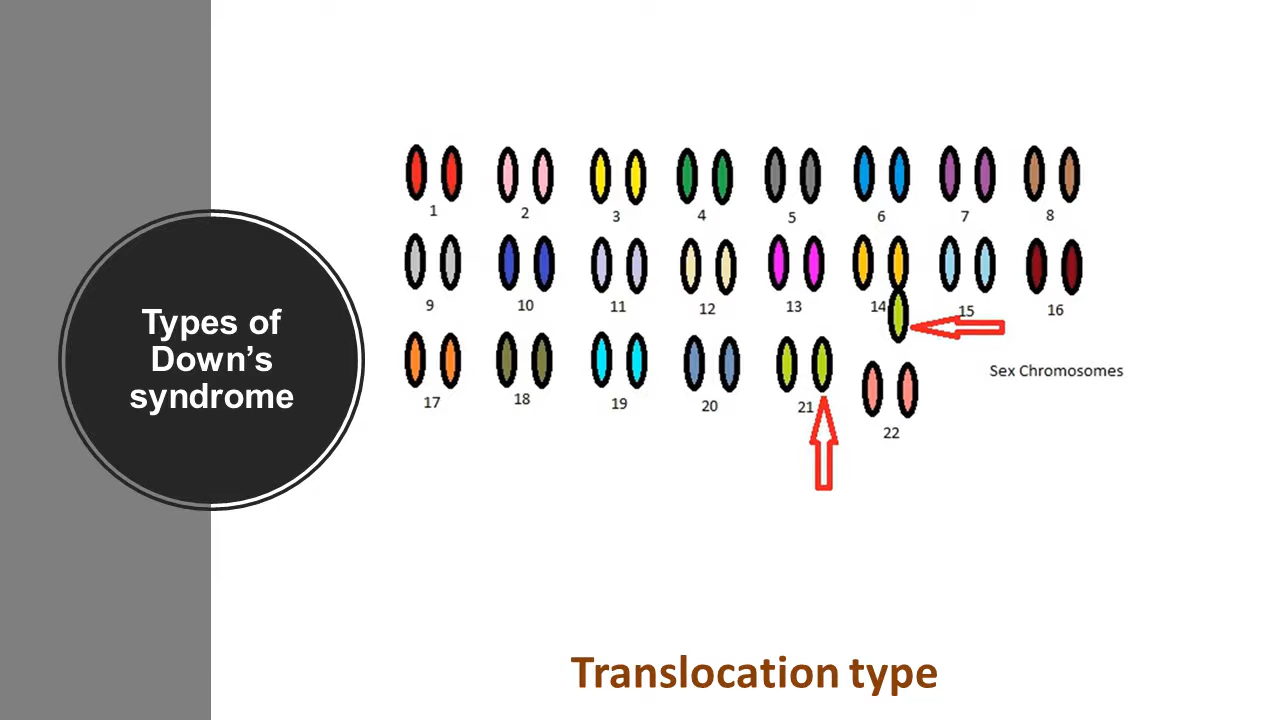 Types of
Down's
syndrome
1 2 3 4 5 6 7 8
9 10 11 12 13 14 15 16
17 18 19 20 21 22
Sex Chromosomes
Translocation type